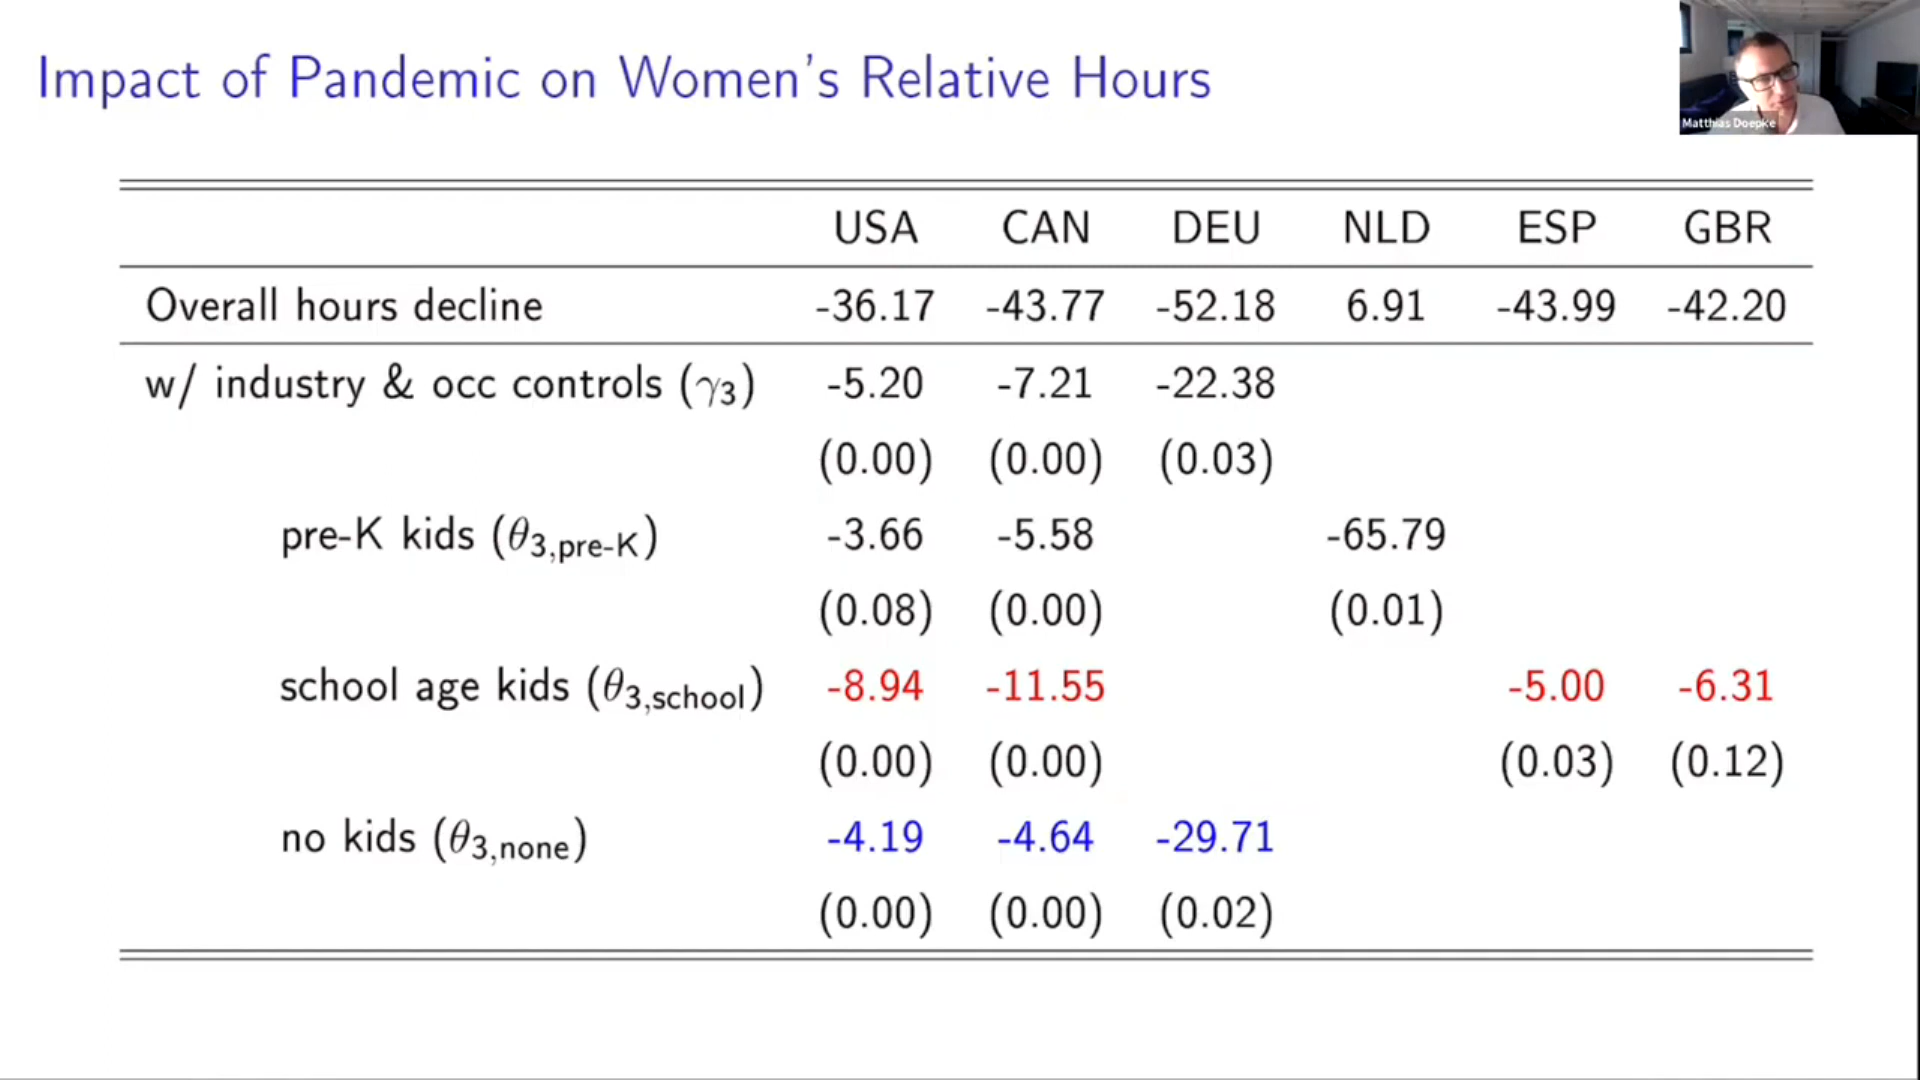 Impact of Pandemic on Women's Relative Hours
Matthias Doepke
USA CAN DEU NLD ESP GBR
Overall hours decline -36.17 -43.77 -52.18 6.91 -43.99 -42.20
w/ industry & occ controls (γ3) -5.20 -7.21 -22.38
(0.00) (0.00) (0.03)
pre-K kids (θ3,pre-K) -3.66 -5.58 -65.79
(0.08) (0.00) (0.01)
school age kids (θ3,school) -8.94 -11.55 -5.00 -6.31
(0.00) (0.00) (0.03) (0.12)
no kids (θ3,none) -4.19 -4.64 -29.71
(0.00) (0.00) (0.02)